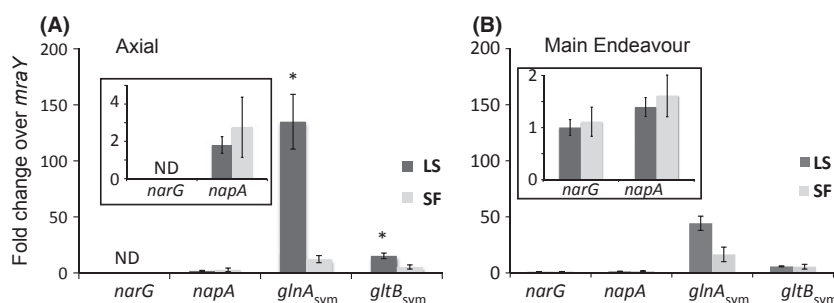 (A)
Axial
Fold change over mraY
200
150
100
50
0
4
2
0
ND
narG
napA
*
*
LS
SF
ND
narG
napA
glnAsym
gltBsym
(B)
Main Endeavour
200
150
100
50
0
2
1
0
narG
napA
LS
SF
narG
napA
glnAsym
gltBsym